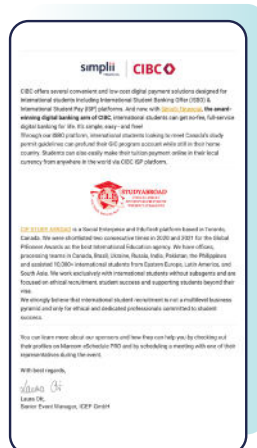 simplii financial CIBC
CIBC offers several convenient and low-cost digital payment solutions designed for
international students including International Student Banking Offer (ISBO) &
International Student Pay (ISP) platforms. And now with Simplii Financial, the award-
winning digital banking arm of CIBC, international students can get no-fee, full-service
digital banking for life. It's simple, easy - and free!
Through our ISBO platform, international students looking to meet Canada's study
permit guidelines can prefund their GIC program account while still in their home
country. Students can also easily make their tuition payment online in their local
currency from anywhere in the world via CIBC ISP platform.
STUDY ABROAD
VIP STUDY ABROAD is a Social Enterprise and EduTech platform based in Toronto,
Canada. We were shortlisted two consecutive times in 2020 and 2021 for the Global
PIEoneer Awards as the best International Education agency. We have offices,
processing teams in Canada, Brazil, Ukraine, Russia, India, Pakistan, the Philippines
and assisted 10,000+ international students from Eastern Europe, Latin America, and
South Asia. We work exclusively with international students without subagents and are
focused on ethical recruitment, student success and supporting students beyond their
visa.
We strongly believe that international student recruitment is not a multilevel business
pyramid and only for ethical and dedicated professionals committed to student
success.
You can learn more about our sponsors and how they can help you by checking out
their profiles on Marcom eSchedule PRO and by scheduling a meeting with one of their
representatives during the event.
With best regards,
Laura Ott
Laura Ott,
Senior Event Manager, ICEF GmbH